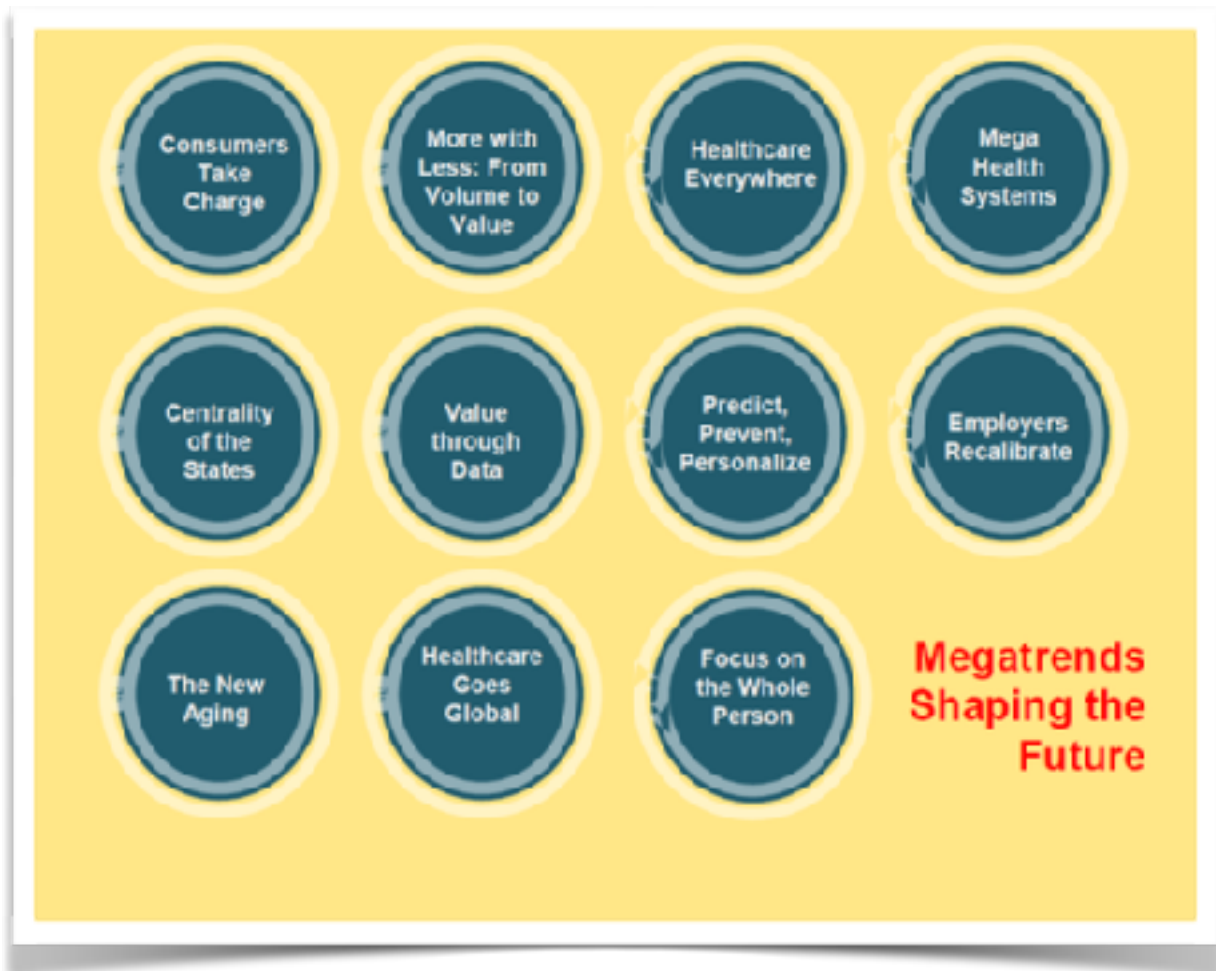 Consumers
Take
Charge
More with
Less: From
Volume to
Value
Healthcare
Everywhere
Mega
Health
Systems
Centrality
of the
States
Value
through
Data
Predict,
Prevent,
Personalize
Employers
Recalibrate
The New
Aging
Healthcare
Goes
Global
Focus on
the Whole
Person
Megatrends
Shaping the
Future